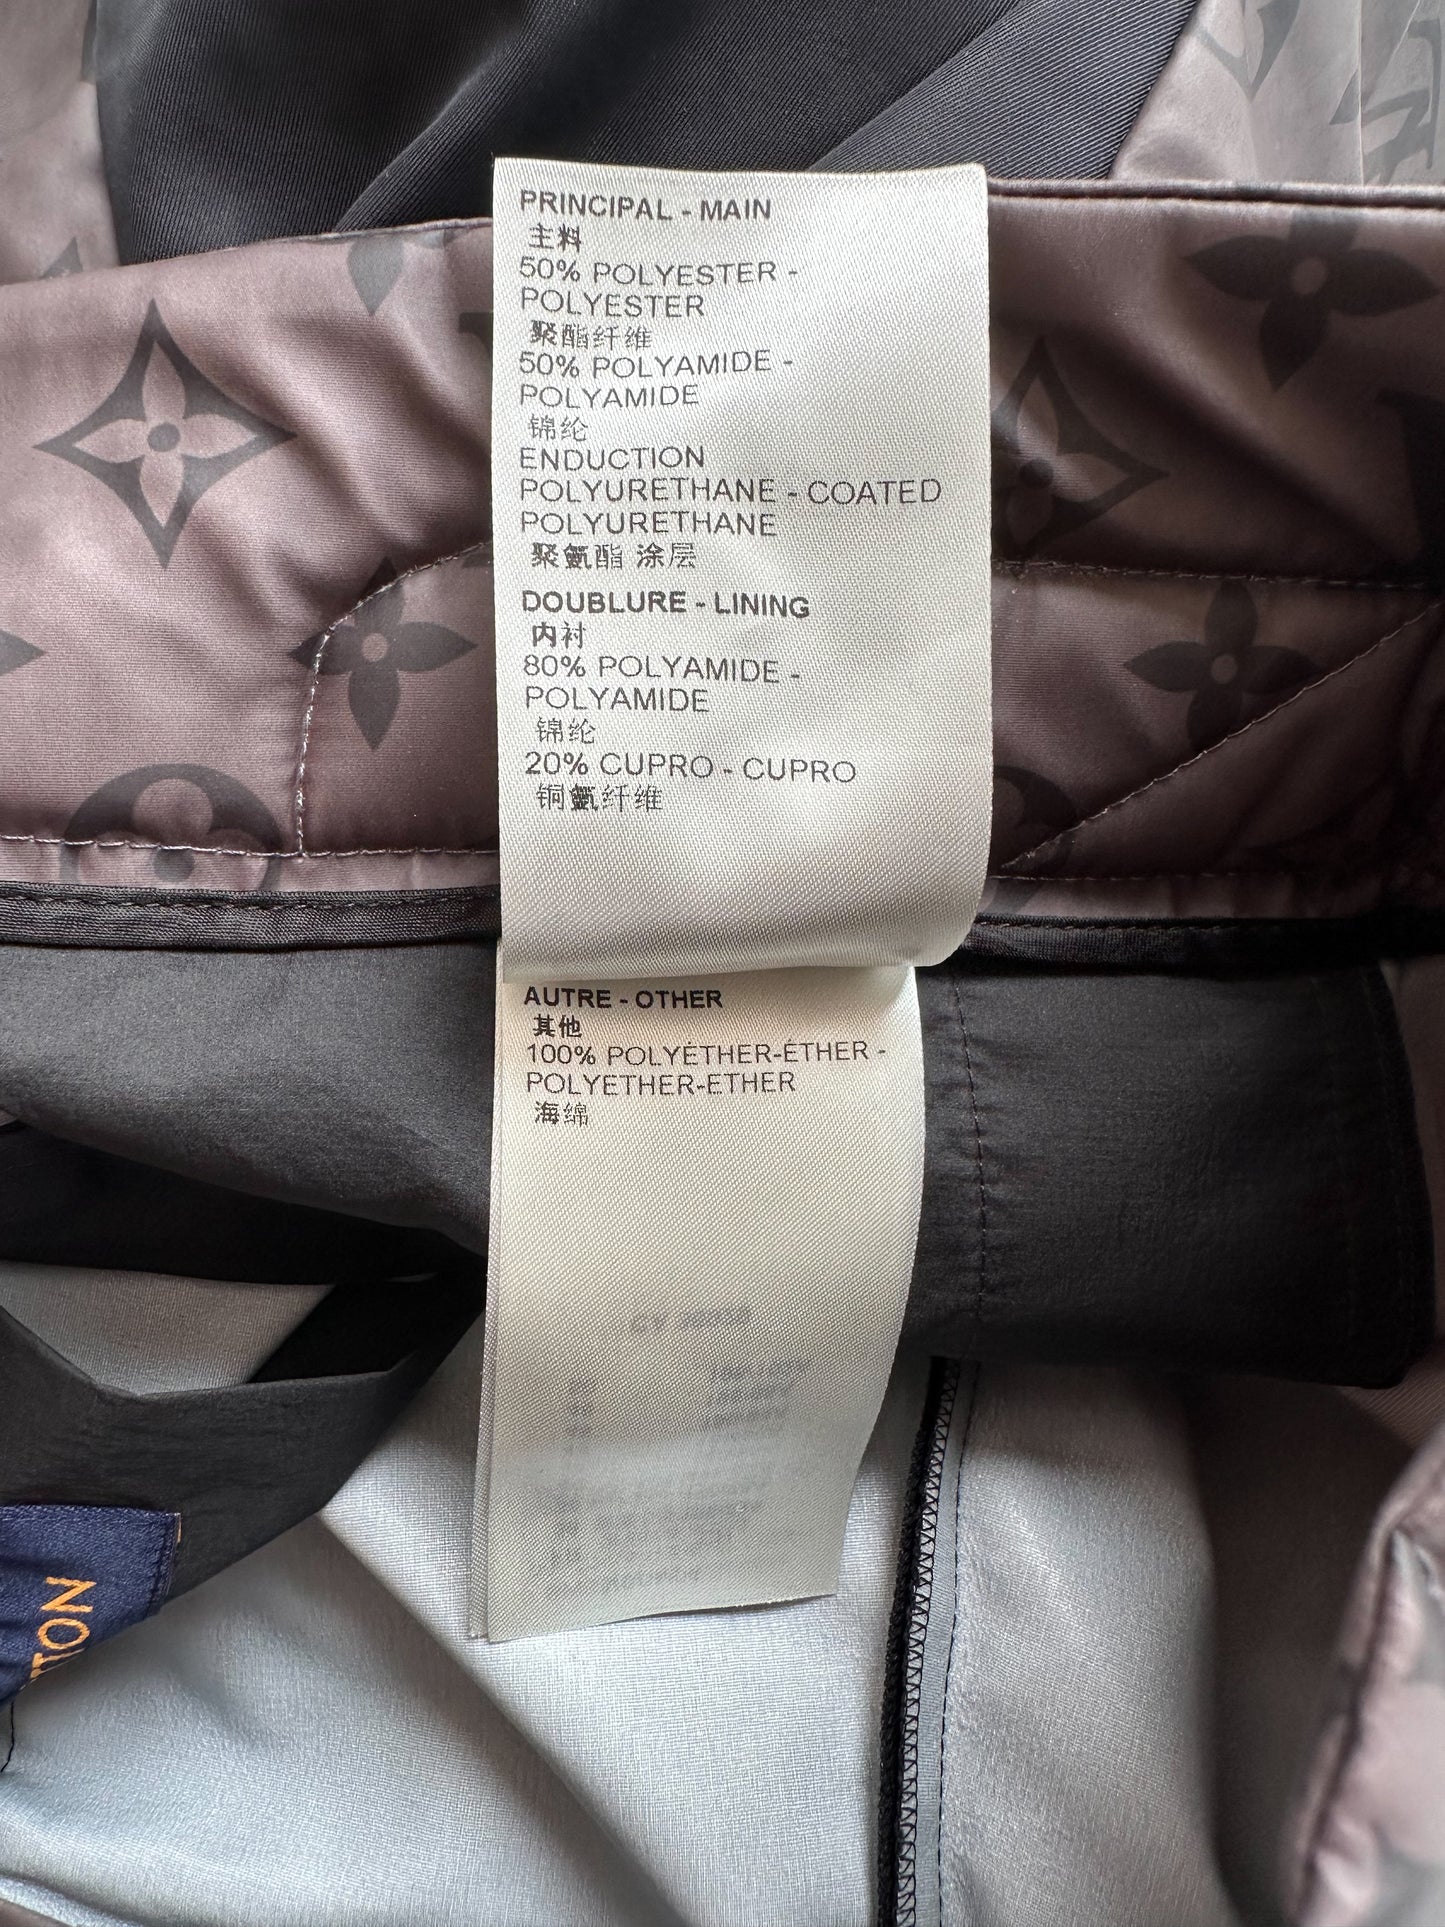 PRINCIPAL - MAIN
主料
50% POLYESTER -
POLYESTER
聚酯纤维
50% POLYAMIDE -
POLYAMIDE
锦纶
ENDUCTION
POLYURETHANE - COATED
POLYURETHANE
聚氨酯 涂层
DOUBLURE - LINING
内衬
80% POLYAMIDE -
POLYAMIDE
锦纶
20% CUPRO - CUPRO
铜氨纤维
AUTRE - OTHER
其他
100% POLYÉTHER-ÉTHER -
POLYETHER-ETHER
海绵